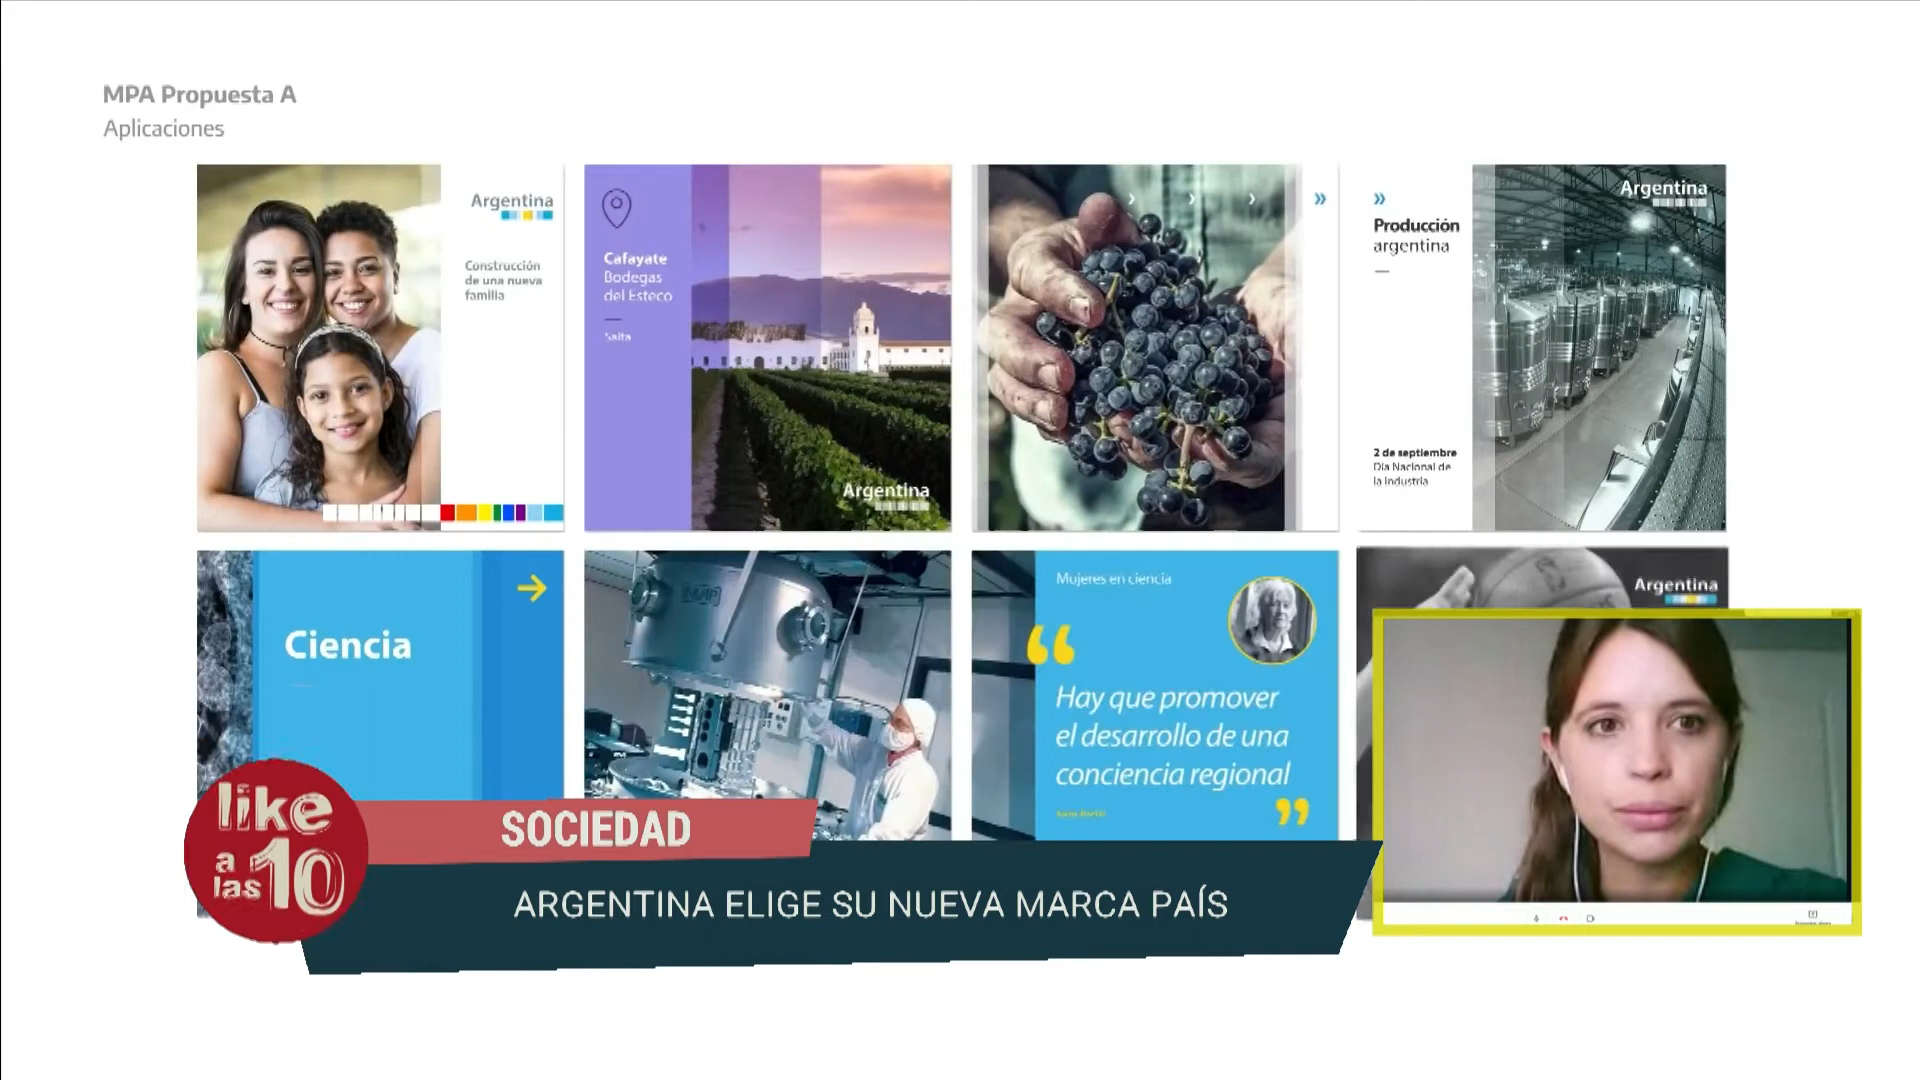 MPA Propuesta A
Aplicaciones
Argentina
Construcción
de una nueva
familia
Cafayate
Bodegas
del Esteco
Salta
Argentina
Producción
argentina
2 de septiembre
Día Nacional de
la Industria
Argentina
Ciencia
Mujeres en ciencia
“
Hay que promover
el desarrollo de una
conciencia regional
”
Argentina
like
a
las 10
SOCIEDAD
ARGENTINA ELIGE SU NUEVA MARCA PAÍS